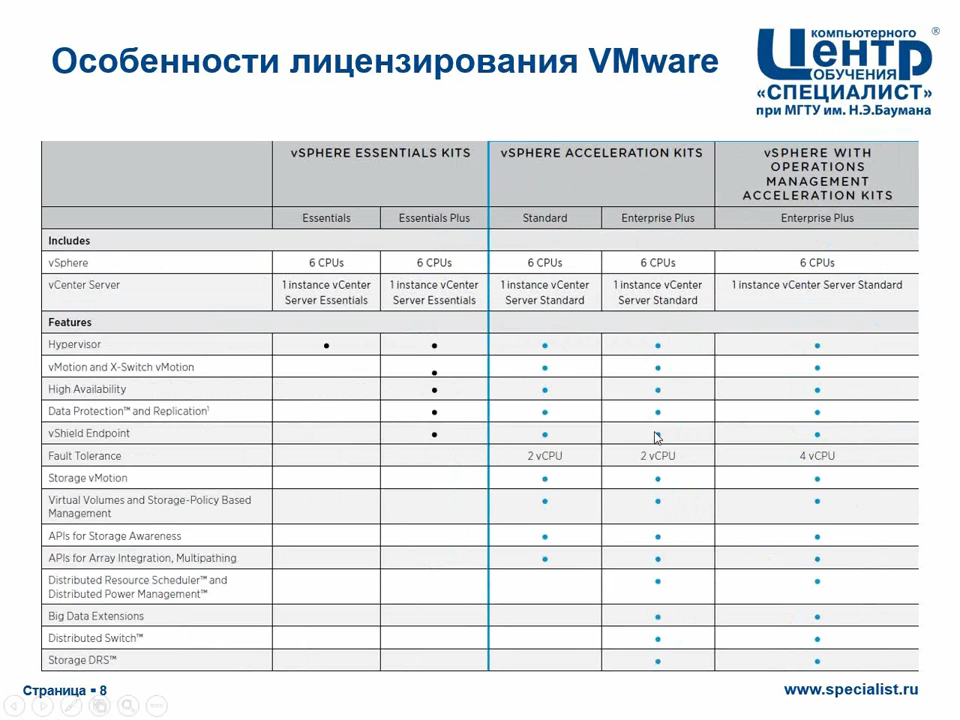 Особенности лицензирования VMware
компьютерного
Центр
ОБУЧЕНИЯ
«СПЕЦИАЛИСТ»
при МГТУ им. Н.Э.Баумана
®
vSPHERE ESSENTIALS KITS
vSPHERE ACCELERATION KITS
vSPHERE WITH
OPERATIONS
MANAGEMENT
ACCELERATION KITS
Essentials
Essentials Plus
Standard
Enterprise Plus
Enterprise Plus
Includes
vSphere
6 CPUs
6 CPUs
6 CPUs
6 CPUs
6 CPUs
vCenter Server
1 instance vCenter
Server Essentials
1 instance vCenter
Server Essentials
1 instance vCenter
Server Standard
1 instance vCenter
Server Standard
1 instance vCenter Server Standard
Features
Hypervisor
• • • • •
vMotion and X-Switch vMotion
• • • •
High Availability
• • • •
Data Protection™ and Replication¹
• • • •
vShield Endpoint
• • • •
Fault Tolerance
2 vCPU
2 vCPU
4 vCPU
Storage vMotion
• • •
Virtual Volumes and Storage-Policy Based
Management
• • •
APIs for Storage Awareness
• • •
APIs for Array Integration, Multipathing
• • •
Distributed Resource Scheduler™ and
Distributed Power Management™
• •
Big Data Extensions
• •
Distributed Switch™
• •
Storage DRS™
• •
Страница ▪ 8
www.specialist.ru